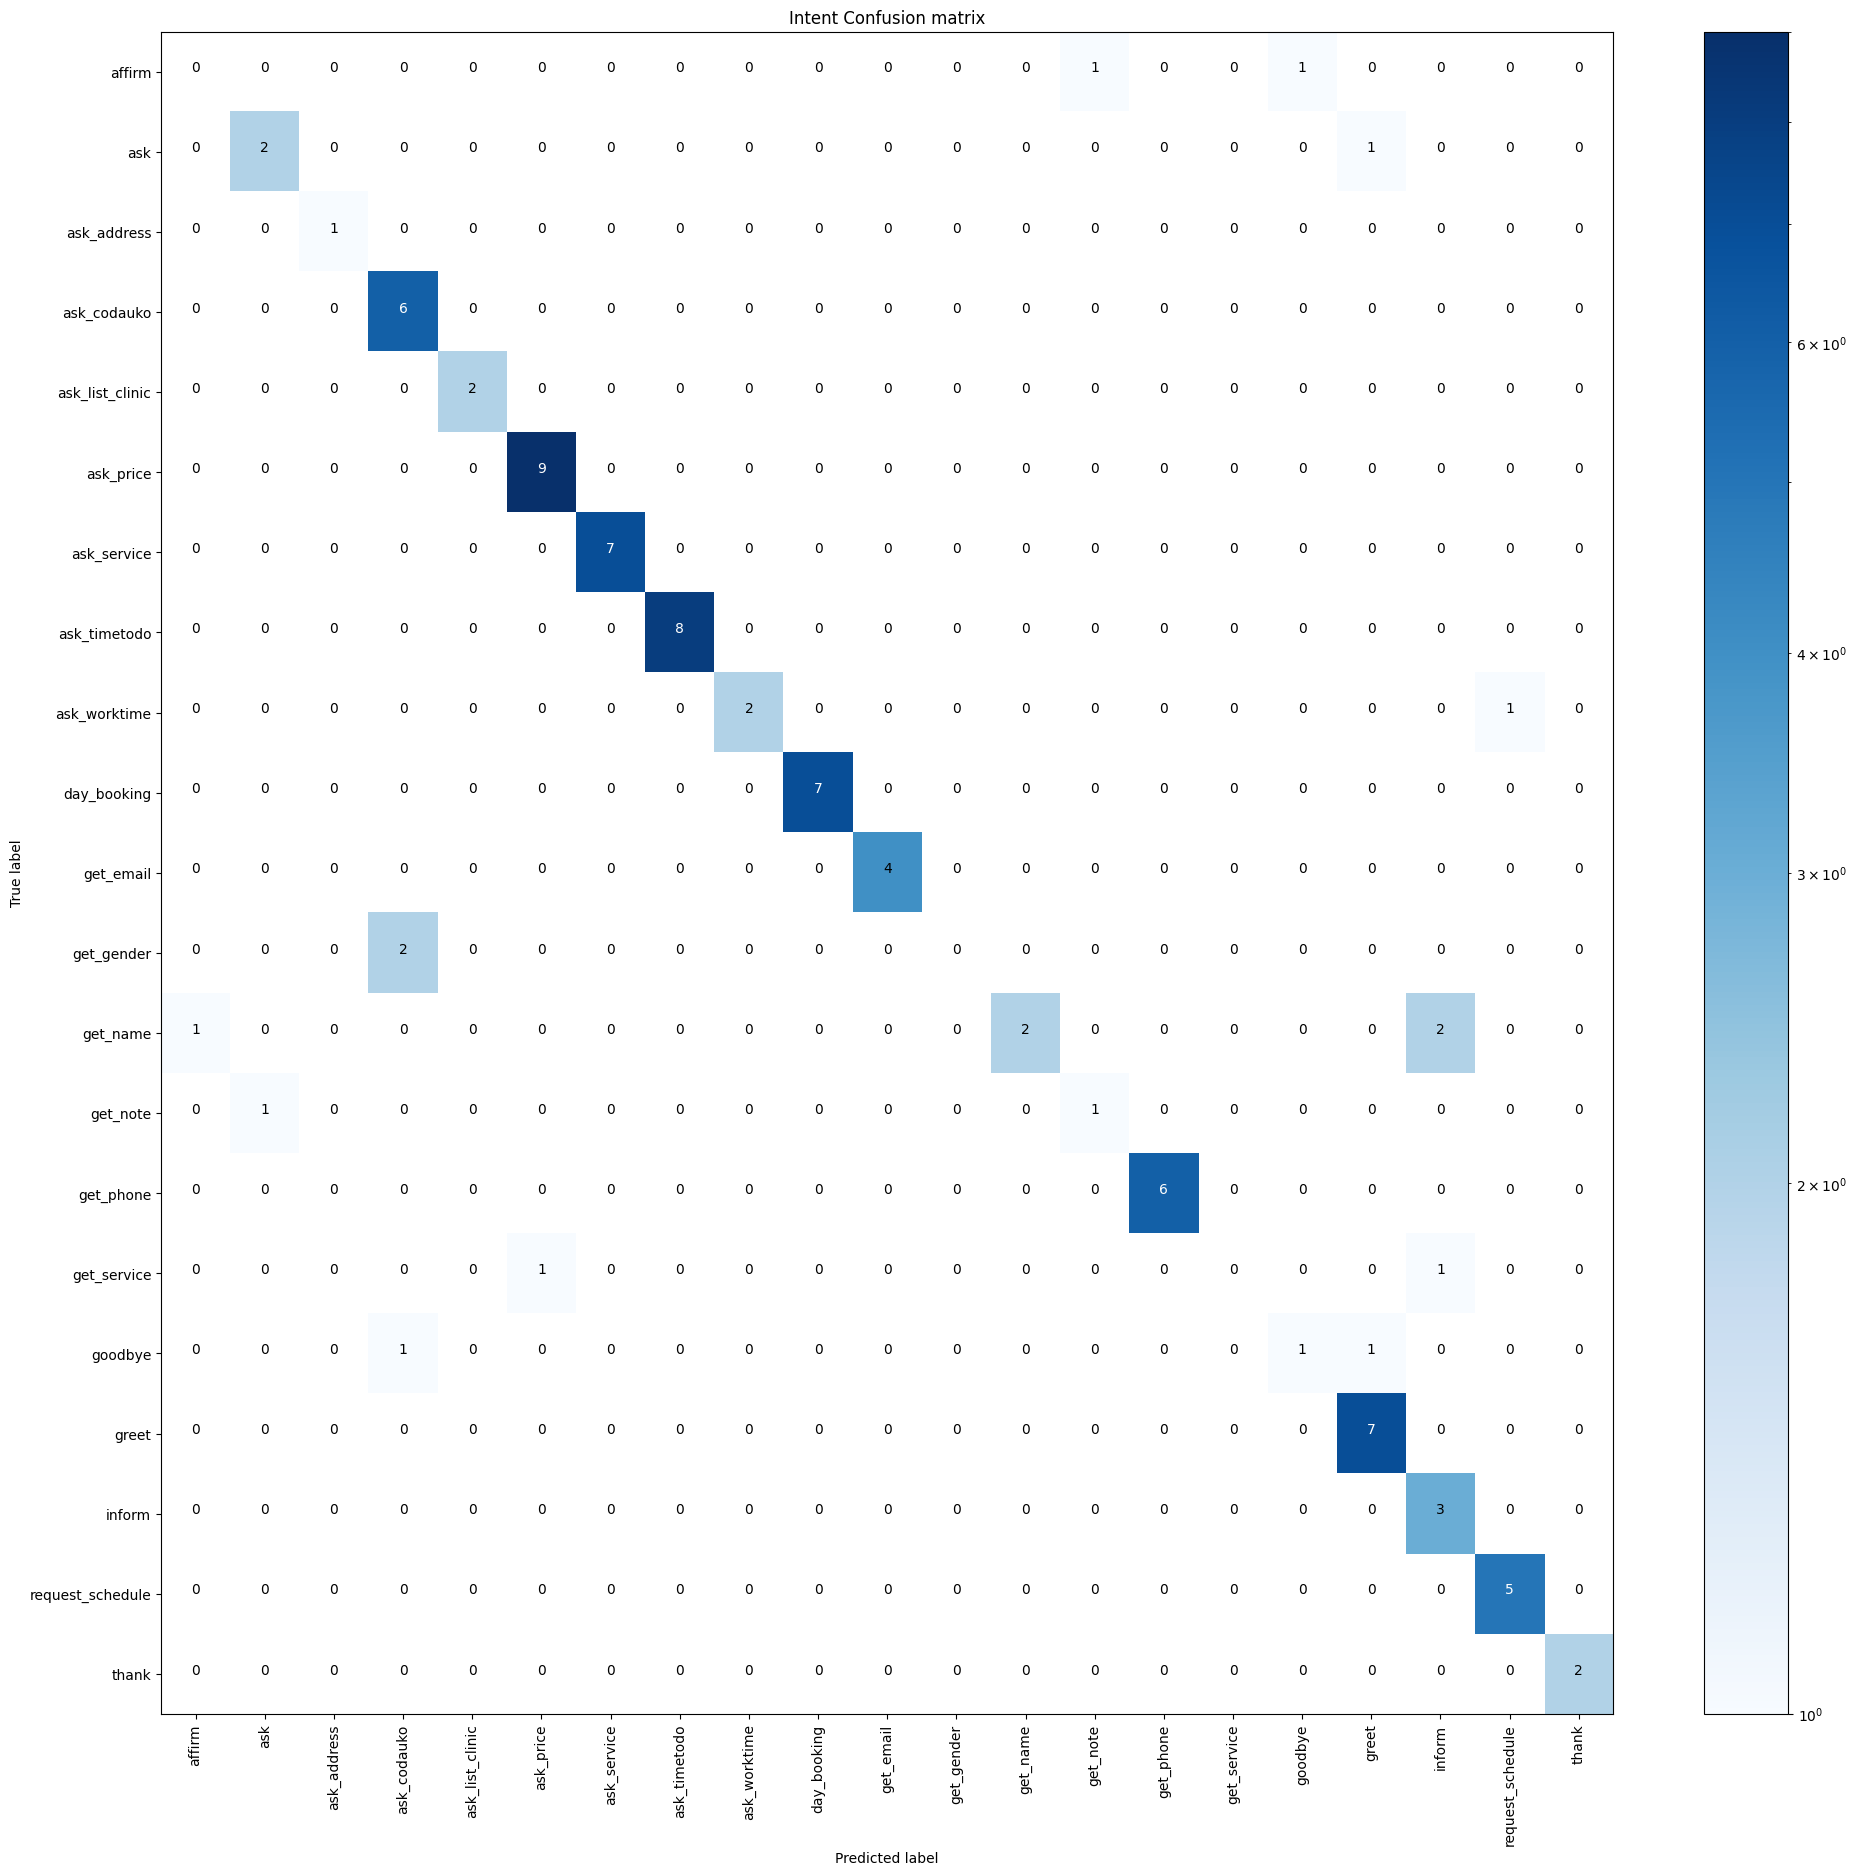 Intent Confusion matrix
affirm 0 0 0 0 0 0 0 0 0 0 0 0 0 1 0 0 1 0 0 0 0
ask 0 2 0 0 0 0 0 0 0 0 0 0 0 0 0 0 0 1 0 0 0
ask_address 0 0 1 0 0 0 0 0 0 0 0 0 0 0 0 0 0 0 0 0 0
ask_codauko 0 0 0 6 0 0 0 0 0 0 0 0 0 0 0 0 0 0 0 0 0
6 × 10⁰
ask_list_clinic 0 0 0 0 2 0 0 0 0 0 0 0 0 0 0 0 0 0 0 0 0
ask_price 0 0 0 0 0 9 0 0 0 0 0 0 0 0 0 0 0 0 0 0 0
ask_service 0 0 0 0 0 0 7 0 0 0 0 0 0 0 0 0 0 0 0 0 0
ask_timetodo 0 0 0 0 0 0 0 8 0 0 0 0 0 0 0 0 0 0 0 0 0
4 × 10⁰
ask_worktime 0 0 0 0 0 0 0 0 2 0 0 0 0 0 0 0 0 0 0 1 0
day_booking 0 0 0 0 0 0 0 0 0 7 0 0 0 0 0 0 0 0 0 0 0
True label
get_email 0 0 0 0 0 0 0 0 0 0 4 0 0 0 0 0 0 0 0 0 0
3 × 10⁰
get_gender 0 0 0 2 0 0 0 0 0 0 0 0 0 0 0 0 0 0 0 0 0
get_name 1 0 0 0 0 0 0 0 0 0 0 0 2 0 0 0 0 0 2 0 0
get_note 0 1 0 0 0 0 0 0 0 0 0 0 0 1 0 0 0 0 0 0 0
get_phone 0 0 0 0 0 0 0 0 0 0 0 0 0 0 6 0 0 0 0 0 0
2 × 10⁰
get_service 0 0 0 0 0 1 0 0 0 0 0 0 0 0 0 0 0 0 1 0 0
goodbye 0 0 0 1 0 0 0 0 0 0 0 0 0 0 0 0 1 1 0 0 0
greet 0 0 0 0 0 0 0 0 0 0 0 0 0 0 0 0 0 7 0 0 0
inform 0 0 0 0 0 0 0 0 0 0 0 0 0 0 0 0 0 0 3 0 0
request_schedule 0 0 0 0 0 0 0 0 0 0 0 0 0 0 0 0 0 0 0 5 0
thank 0 0 0 0 0 0 0 0 0 0 0 0 0 0 0 0 0 0 0 0 2
10⁰
affirm
ask
ask_address
ask_codauko
ask_list_clinic
ask_price
ask_service
ask_timetodo
ask_worktime
day_booking
get_email
get_gender
get_name
get_note
get_phone
get_service
goodbye
greet
inform
request_schedule
thank
Predicted label